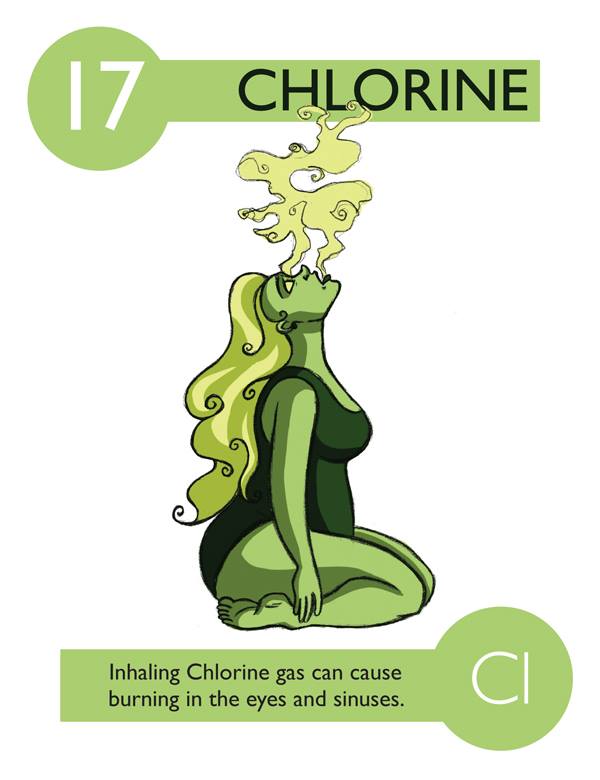 17
CHLORINE
Inhaling Chlorine gas can cause
burning in the eyes and sinuses.
Cl